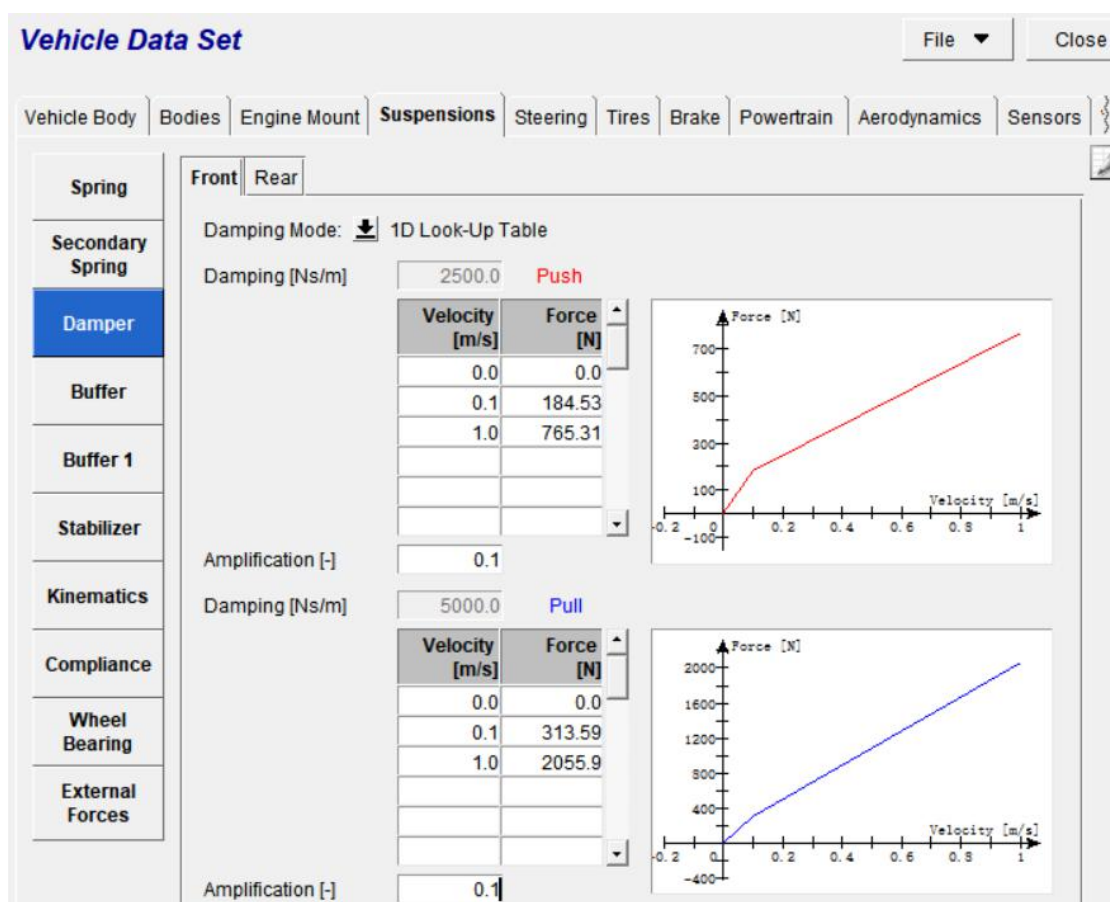 Vehicle Data Set
File
Close
Vehicle Body Bodies Engine Mount Suspensions Steering Tires Brake Powertrain Aerodynamics Sensors
Spring
Secondary
Spring
Damper
Buffer
Buffer 1
Stabilizer
Kinematics
Compliance
Wheel
Bearing
External
Forces
Front Rear
Damping Mode: 1D Look-Up Table
Damping [Ns/m] 2500.0 Push
Velocity Force
[m/s] [N]
0.0 0.0
0.1 184.53
1.0 765.31
Force [N]
700
500
300
100
-100
Velocity [m/s]
-0.2 0 0.2 0.4 0.6 0.8 1
Amplification [-] 0.1
Damping [Ns/m] 5000.0 Pull
Velocity Force
[m/s] [N]
0.0 0.0
0.1 313.59
1.0 2055.9
Force [N]
2000
1600
1200
800
400
-400
Velocity [m/s]
-0.2 0 0.2 0.4 0.6 0.8 1
Amplification [-] 0.1